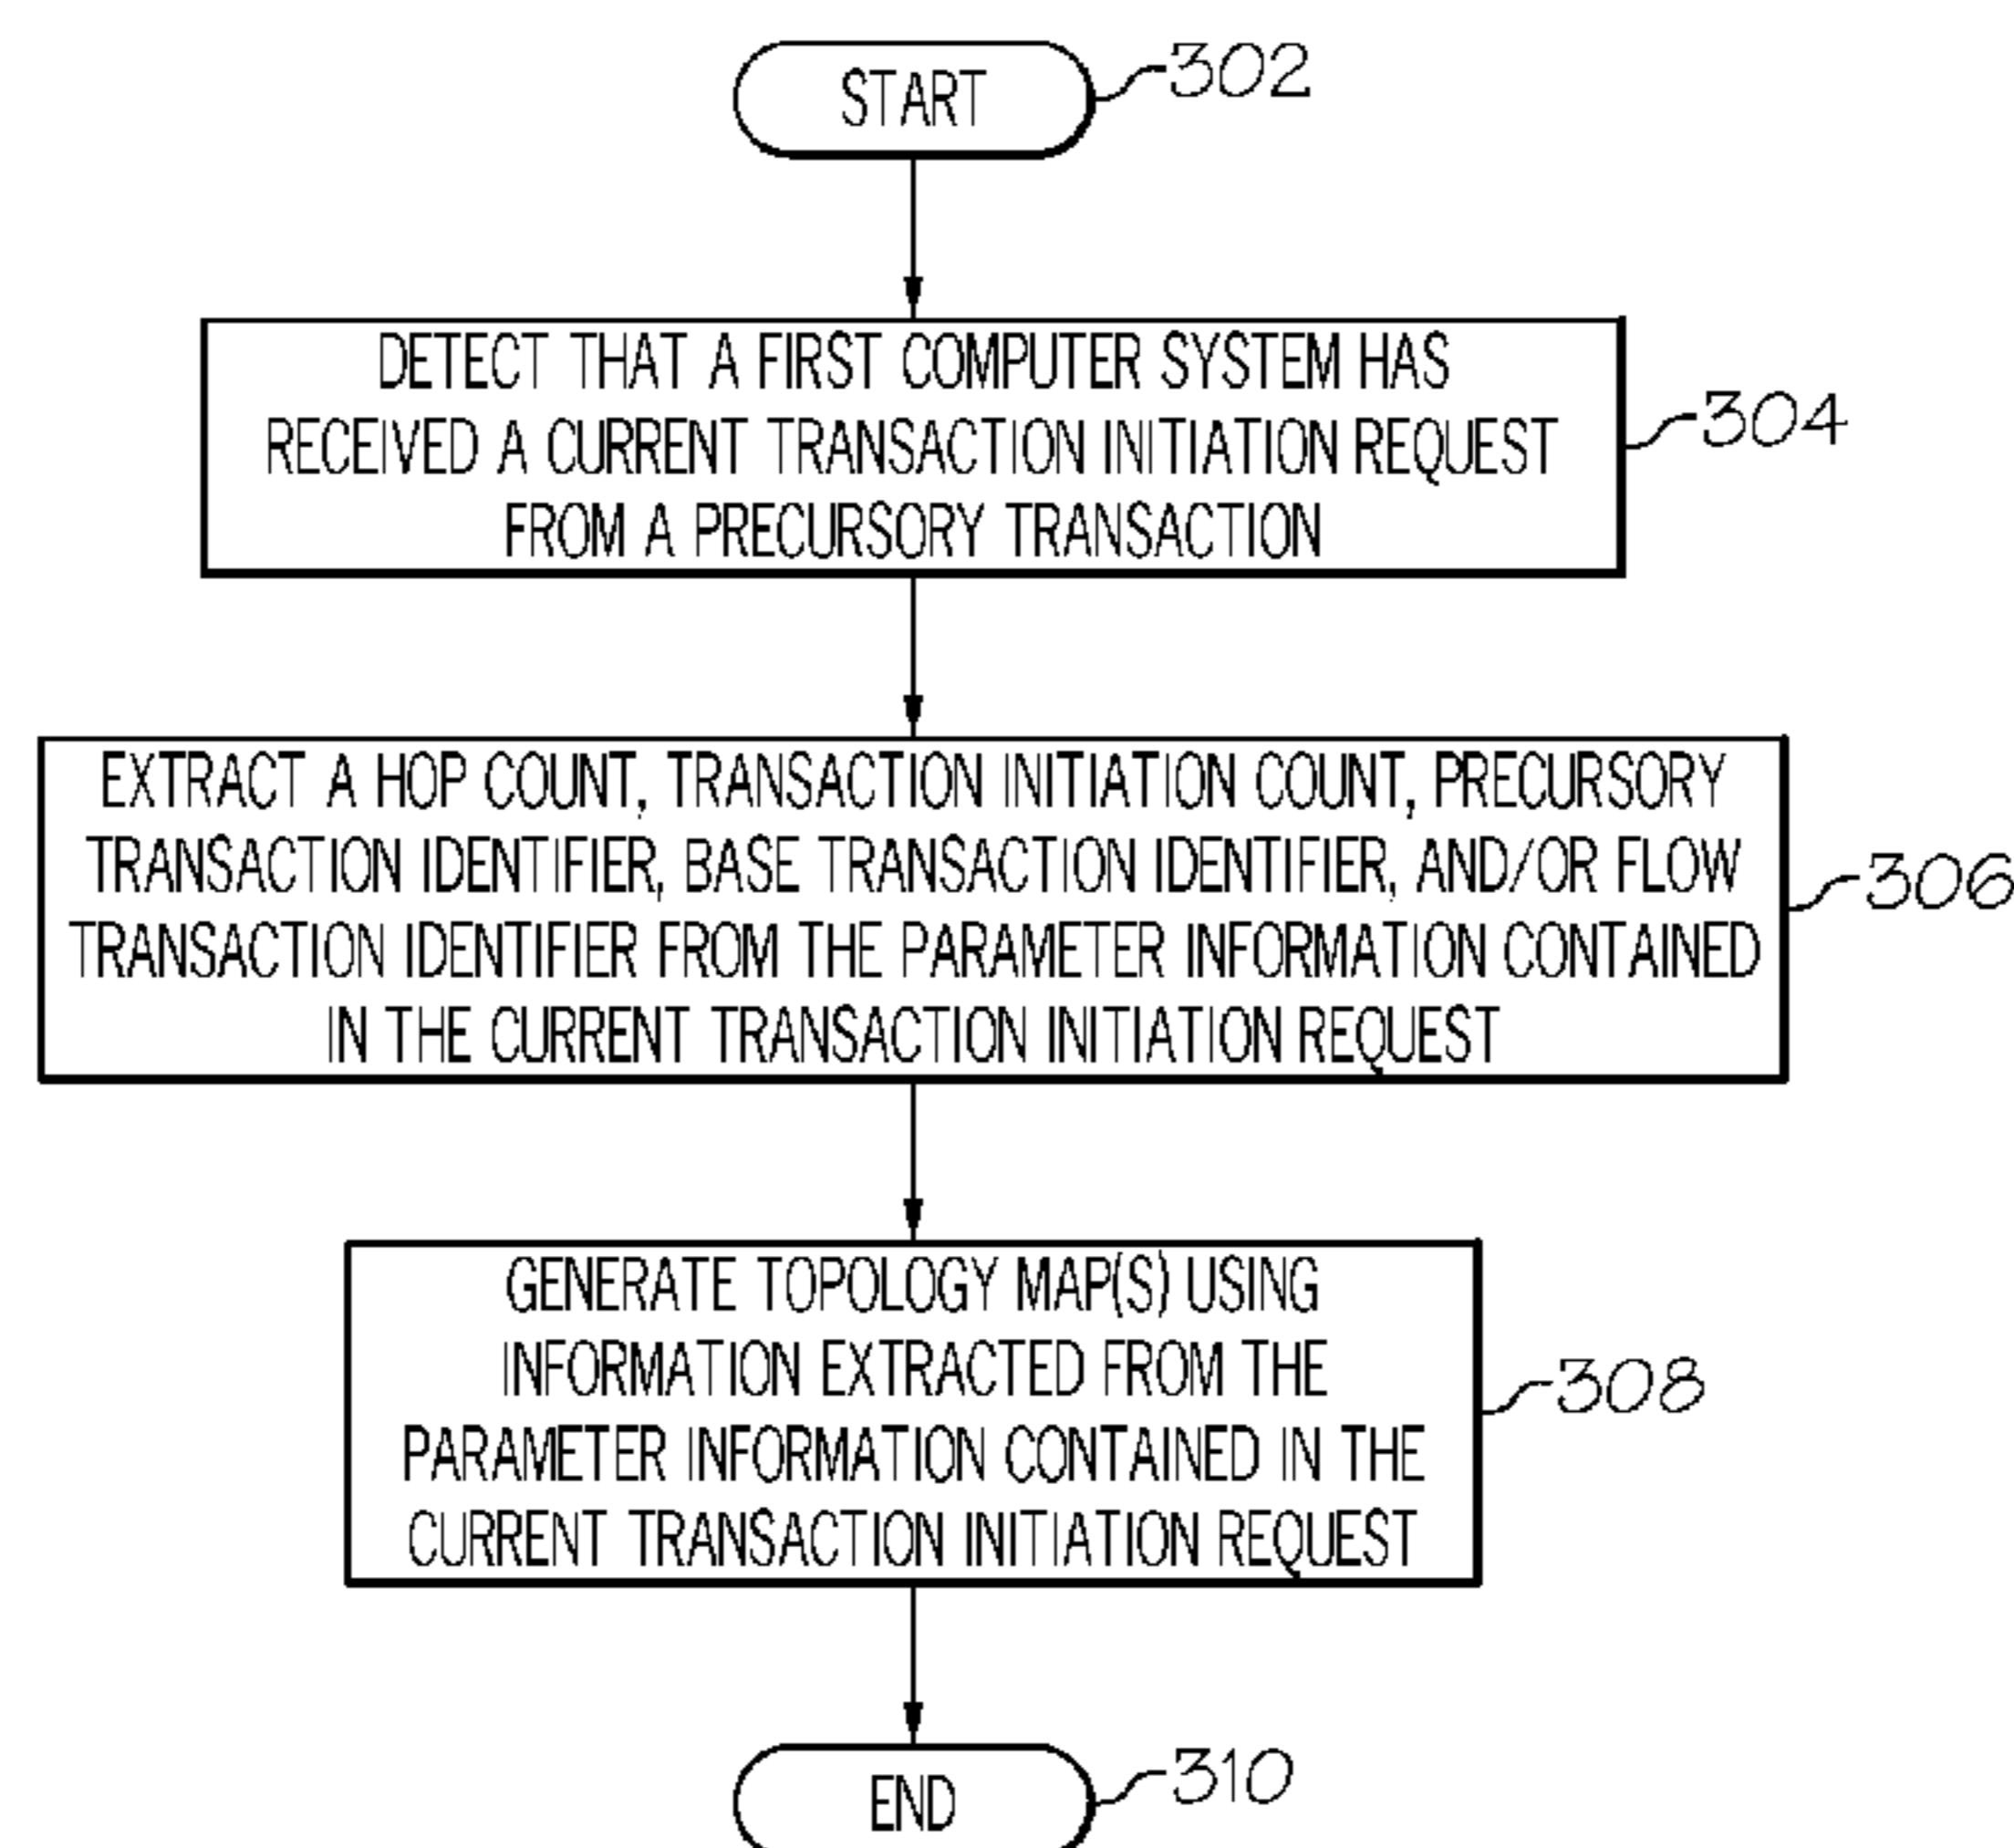 START
302
DETECT THAT A FIRST COMPUTER SYSTEM HAS
RECEIVED A CURRENT TRANSACTION INITIATION REQUEST
FROM A PRECURSORY TRANSACTION
304
EXTRACT A HOP COUNT, TRANSACTION INITIATION COUNT, PRECURSORY
TRANSACTION IDENTIFIER, BASE TRANSACTION IDENTIFIER, AND/OR FLOW
TRANSACTION IDENTIFIER FROM THE PARAMETER INFORMATION CONTAINED
IN THE CURRENT TRANSACTION INITIATION REQUEST
306
GENERATE TOPOLOGY MAP(S) USING
INFORMATION EXTRACTED FROM THE
PARAMETER INFORMATION CONTAINED IN THE
CURRENT TRANSACTION INITIATION REQUEST
308
END
310